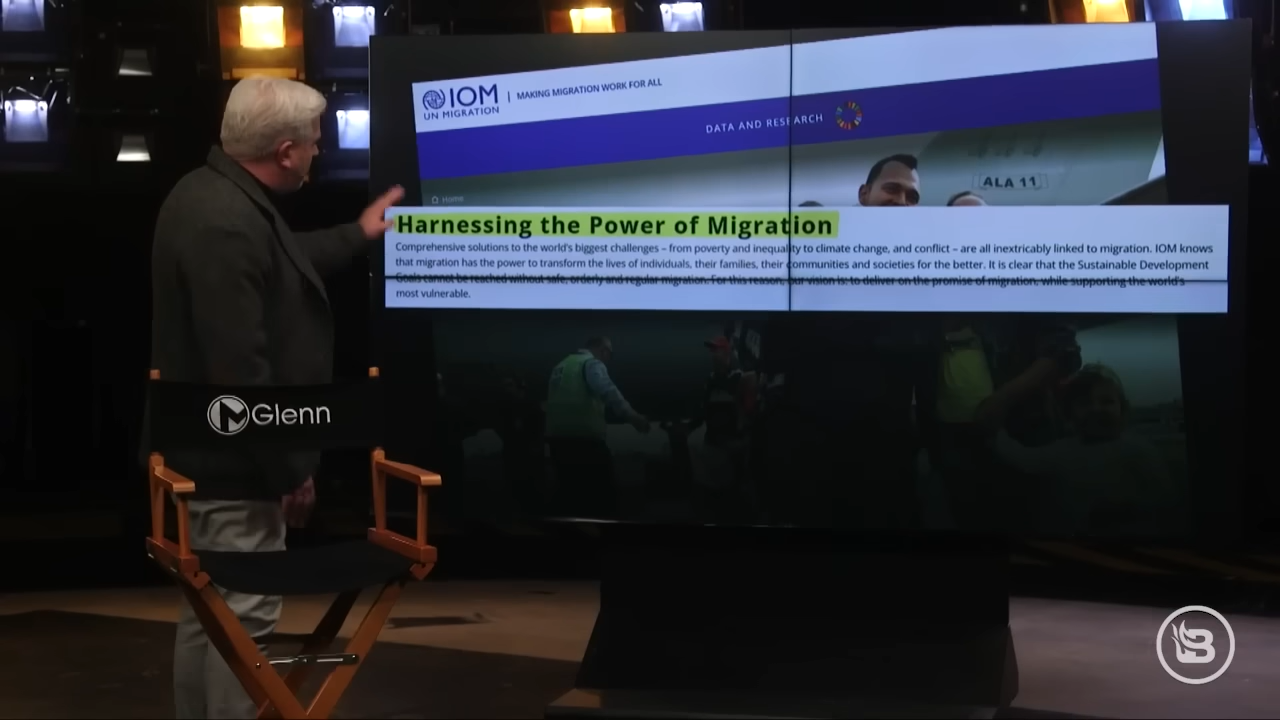 IOM
UN MIGRATION
MAKING MIGRATION WORK FOR ALL
DATA AND RESEARCH
ALA 11
Home
Harnessing the Power of Migration
Comprehensive solutions to the world's biggest challenges – from poverty and inequality to climate change, and conflict – are all inextricably linked to migration. IOM knows
that migration has the power to transform the lives of individuals, their families, their communities and societies for the better. It is clear that the Sustainable Development
Goals cannot be reached without safe, orderly and regular migration. For this reason, our vision is: to deliver on the promise of migration, while supporting the world's
most vulnerable.
Glenn
B